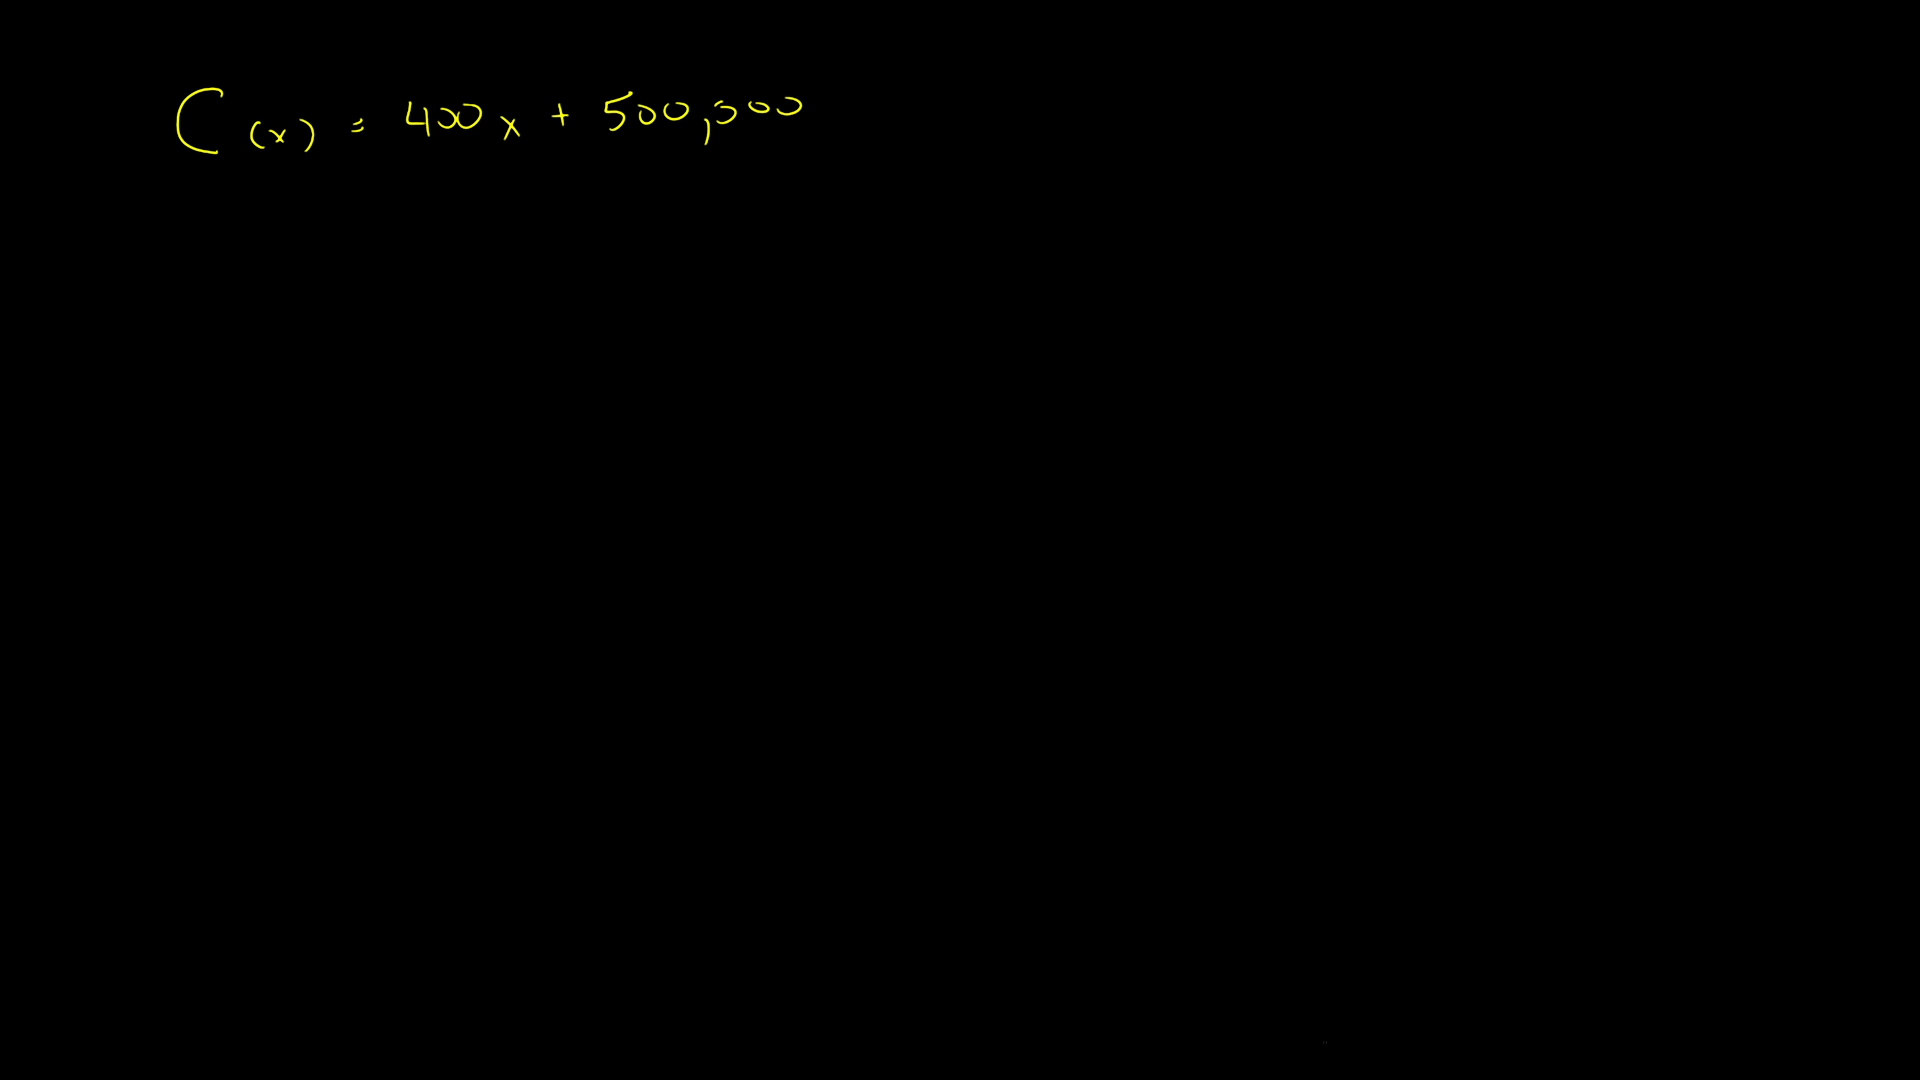 C(x) = 400x + 500,000